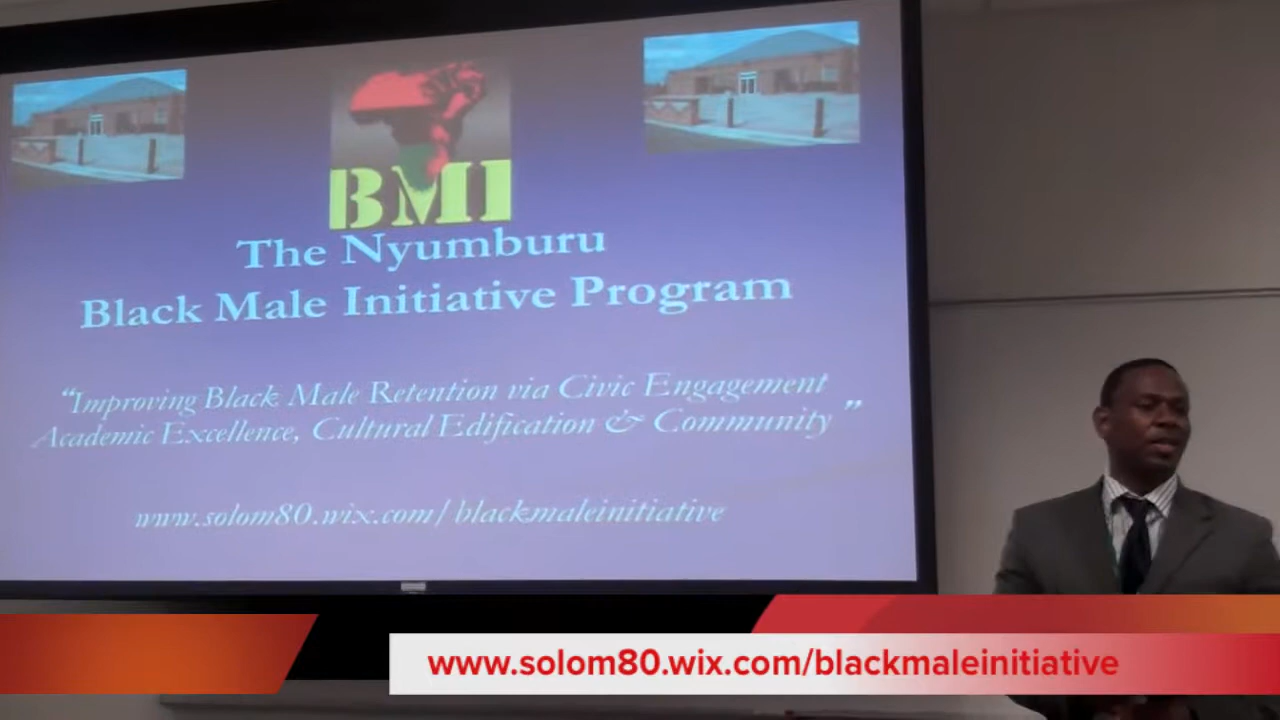 BMI
The Nyumburu
Black Male Initiative Program
“Improving Black Male Retention via Civic Engagement
Academic Excellence, Cultural Edification & Community ”
www.solom80.wix.com/blackmaleinitiative
www.solom80.wix.com/blackmaleinitiative